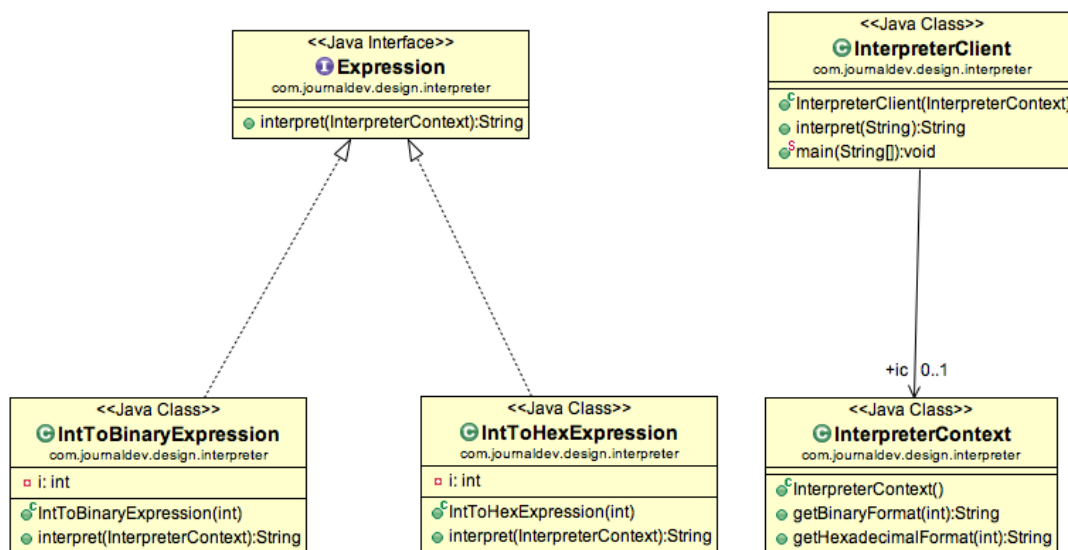 <<Java Interface>>
Expression
com.journaldev.design.interpreter
interpret(InterpreterContext):String
<<Java Class>>
InterpreterClient
com.journaldev.design.interpreter
InterpreterClient(InterpreterContext)
interpret(String):String
main(String[]):void
+ic 0..1
<<Java Class>>
IntToBinaryExpression
com.journaldev.design.interpreter
i: int
IntToBinaryExpression(int)
interpret(InterpreterContext):String
<<Java Class>>
IntToHexExpression
com.journaldev.design.interpreter
i: int
IntToHexExpression(int)
interpret(InterpreterContext):String
<<Java Class>>
InterpreterContext
com.journaldev.design.interpreter
InterpreterContext()
getBinaryFormat(int):String
getHexadecimalFormat(int):String